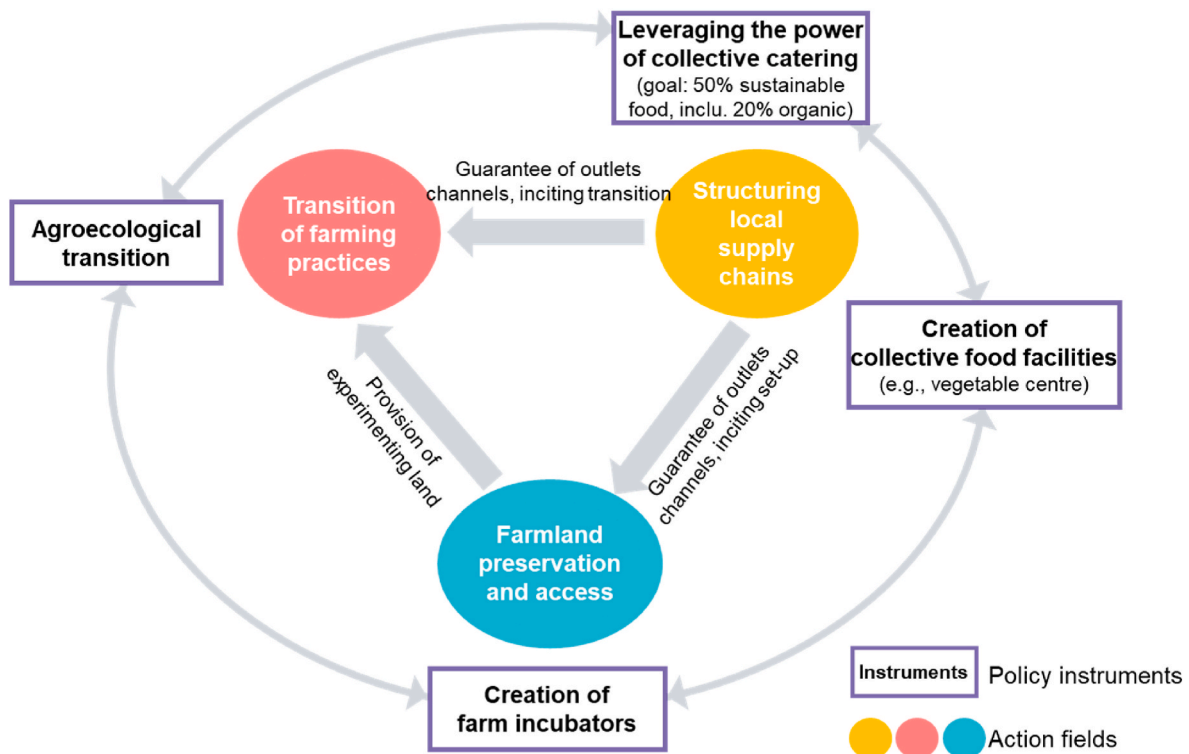 Leveraging the power
of collective catering
(goal: 50% sustainable
food, inclu. 20% organic)
Guarantee of outlets
channels, inciting transition
Transition
of farming
practices
Structuring
local
supply
chains
Agroecological
transition
Creation of
collective food facilities
(e.g., vegetable centre)
Provision of
experimenting land
Guarantee of outlets
channels, inciting set-up
Farmland
preservation
and access
Creation of
farm incubators
Instruments
Policy instruments
Action fields